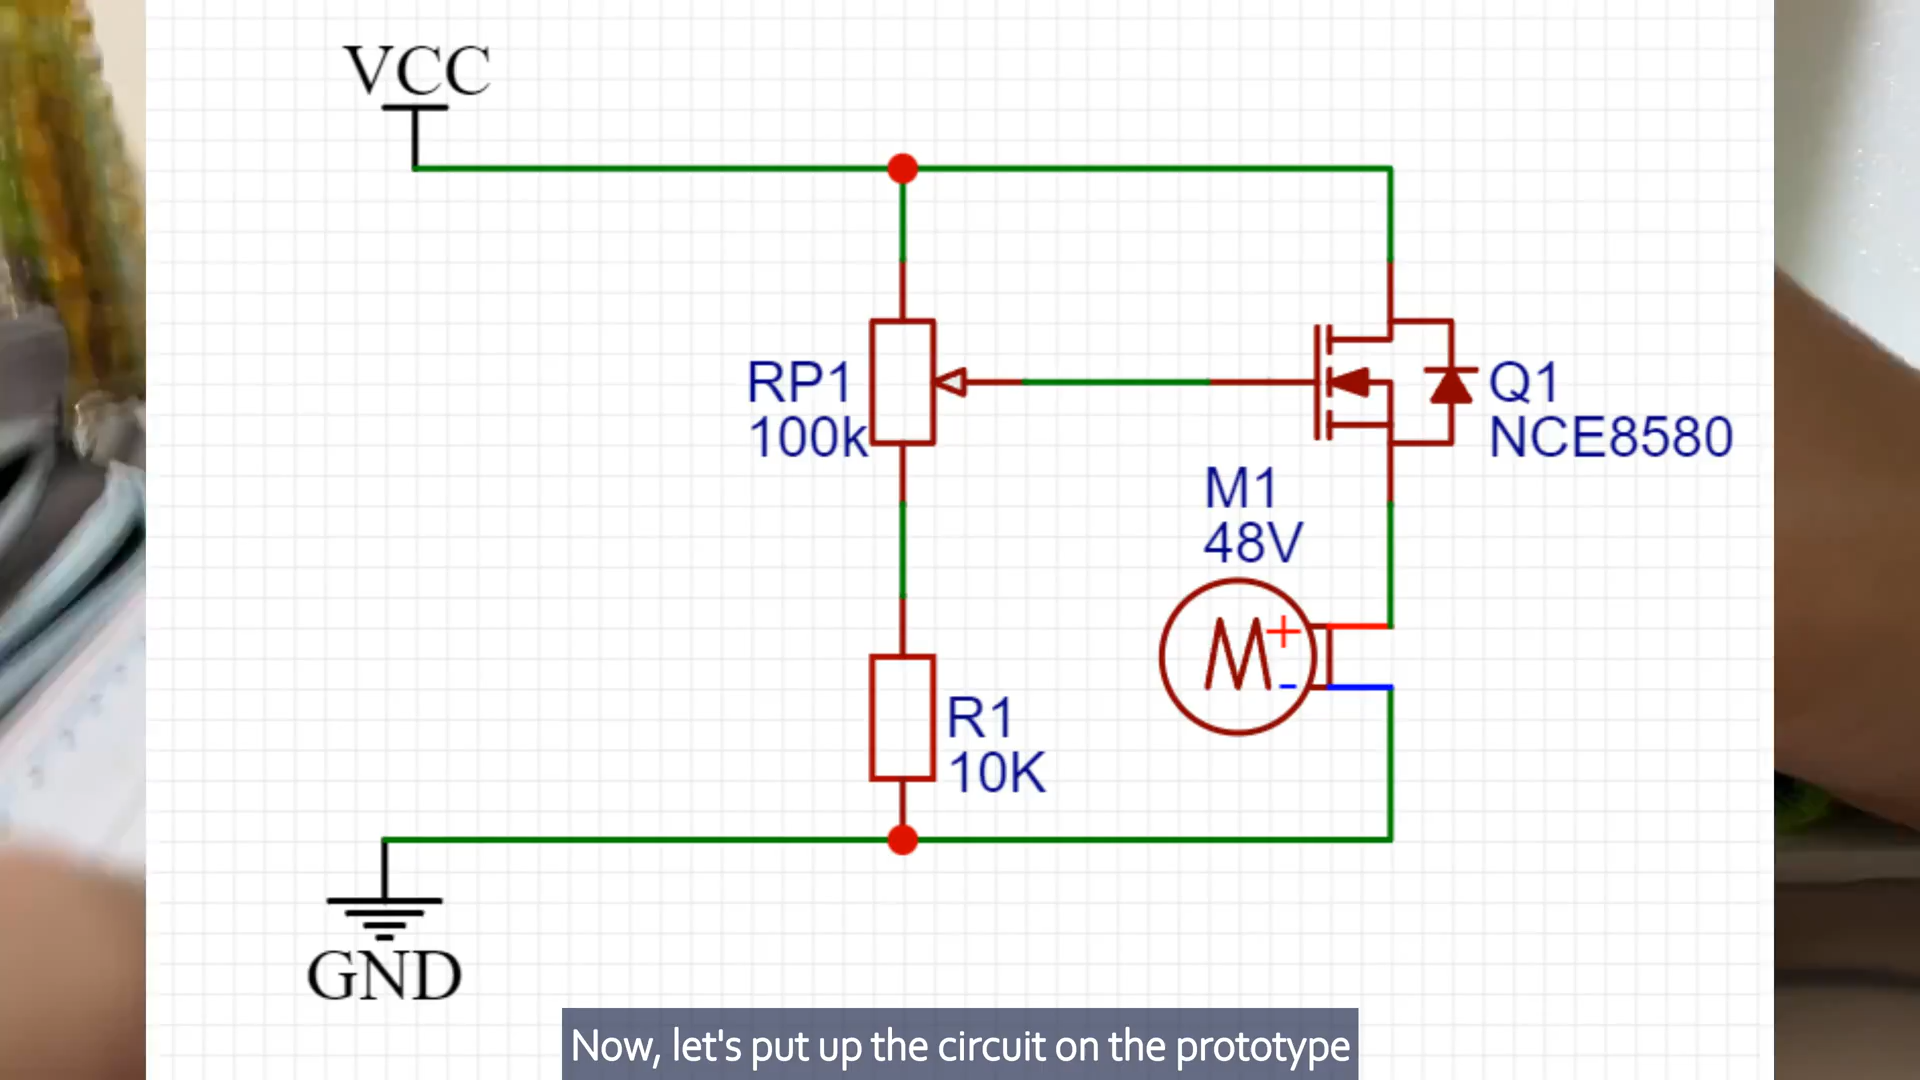 VCC
RP1
100k
Q1
NCE8580
M1
48V
M
+
-
R1
10K
GND
Now, let's put up the circuit on the prototype